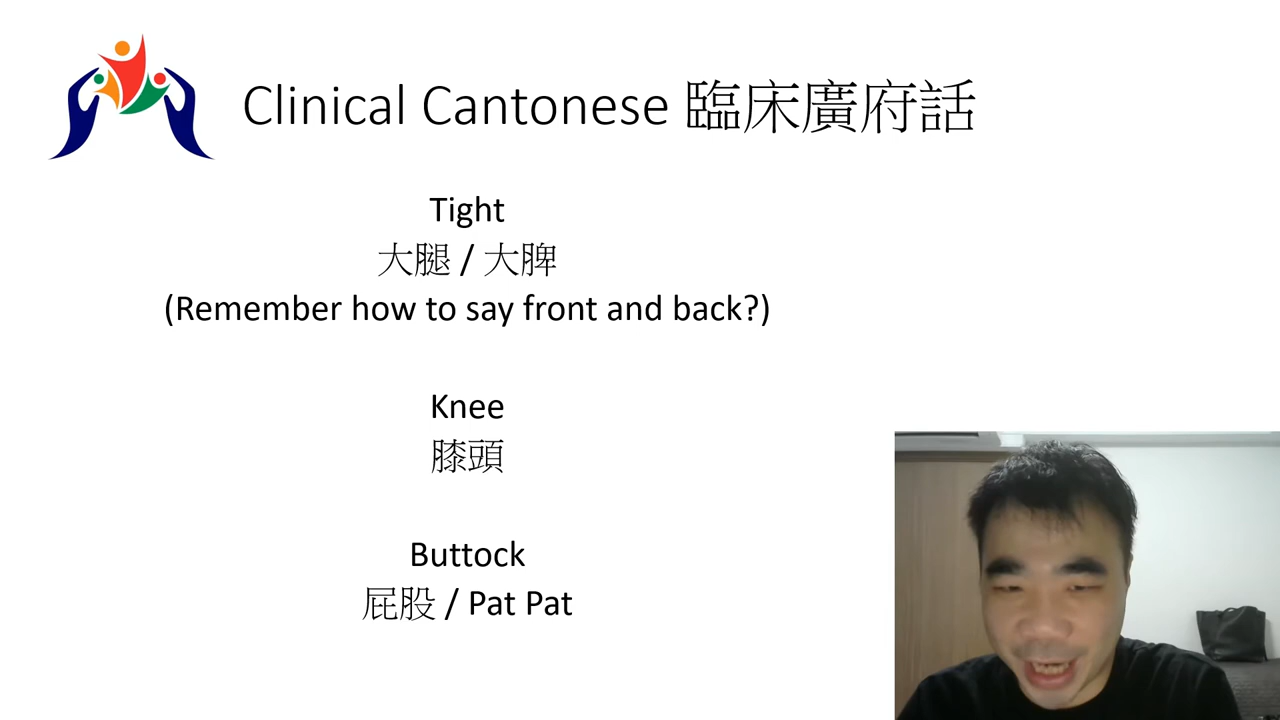 Clinical Cantonese 臨床廣府話
Tight
大腿 / 大脾
(Remember how to say front and back?)
Knee
膝頭
Buttock
屁股 / Pat Pat